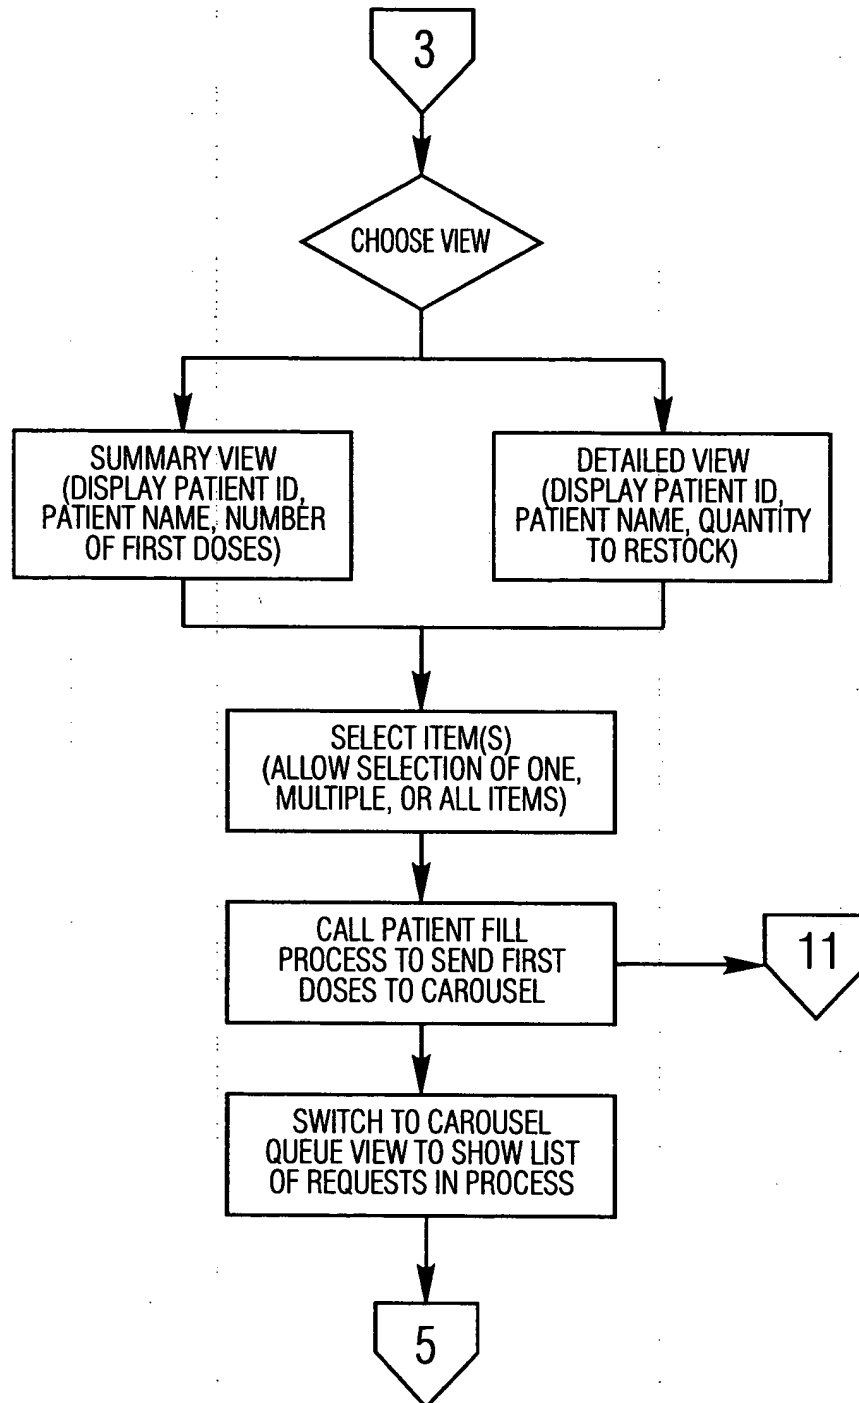 3
CHOOSE VIEW
SUMMARY VIEW
(DISPLAY PATIENT ID,
PATIENT NAME, NUMBER
OF FIRST DOSES)
DETAILED VIEW
(DISPLAY PATIENT ID,
PATIENT NAME, QUANTITY
TO RESTOCK)
SELECT ITEM(S)
(ALLOW SELECTION OF ONE,
MULTIPLE, OR ALL ITEMS)
CALL PATIENT FILL
PROCESS TO SEND FIRST
DOSES TO CAROUSEL
11
SWITCH TO CAROUSEL
QUEUE VIEW TO SHOW LIST
OF REQUESTS IN PROCESS
5